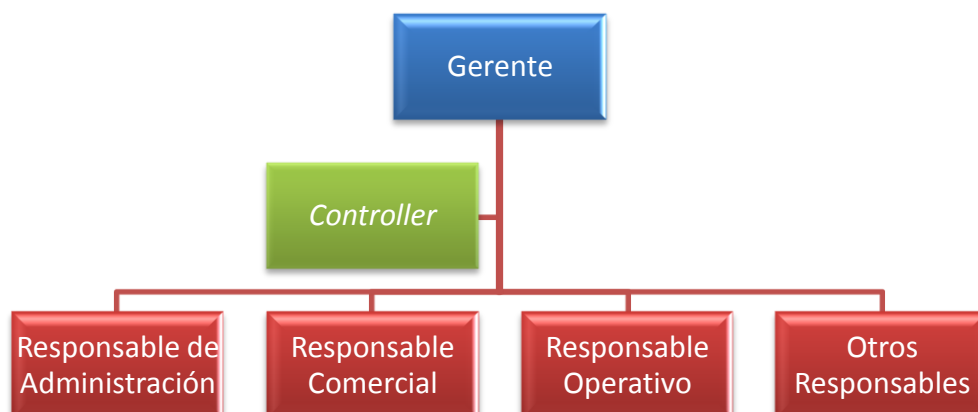 Gerente
Controller
Responsable de
Administración
Responsable
Comercial
Responsable
Operativo
Otros
Responsables